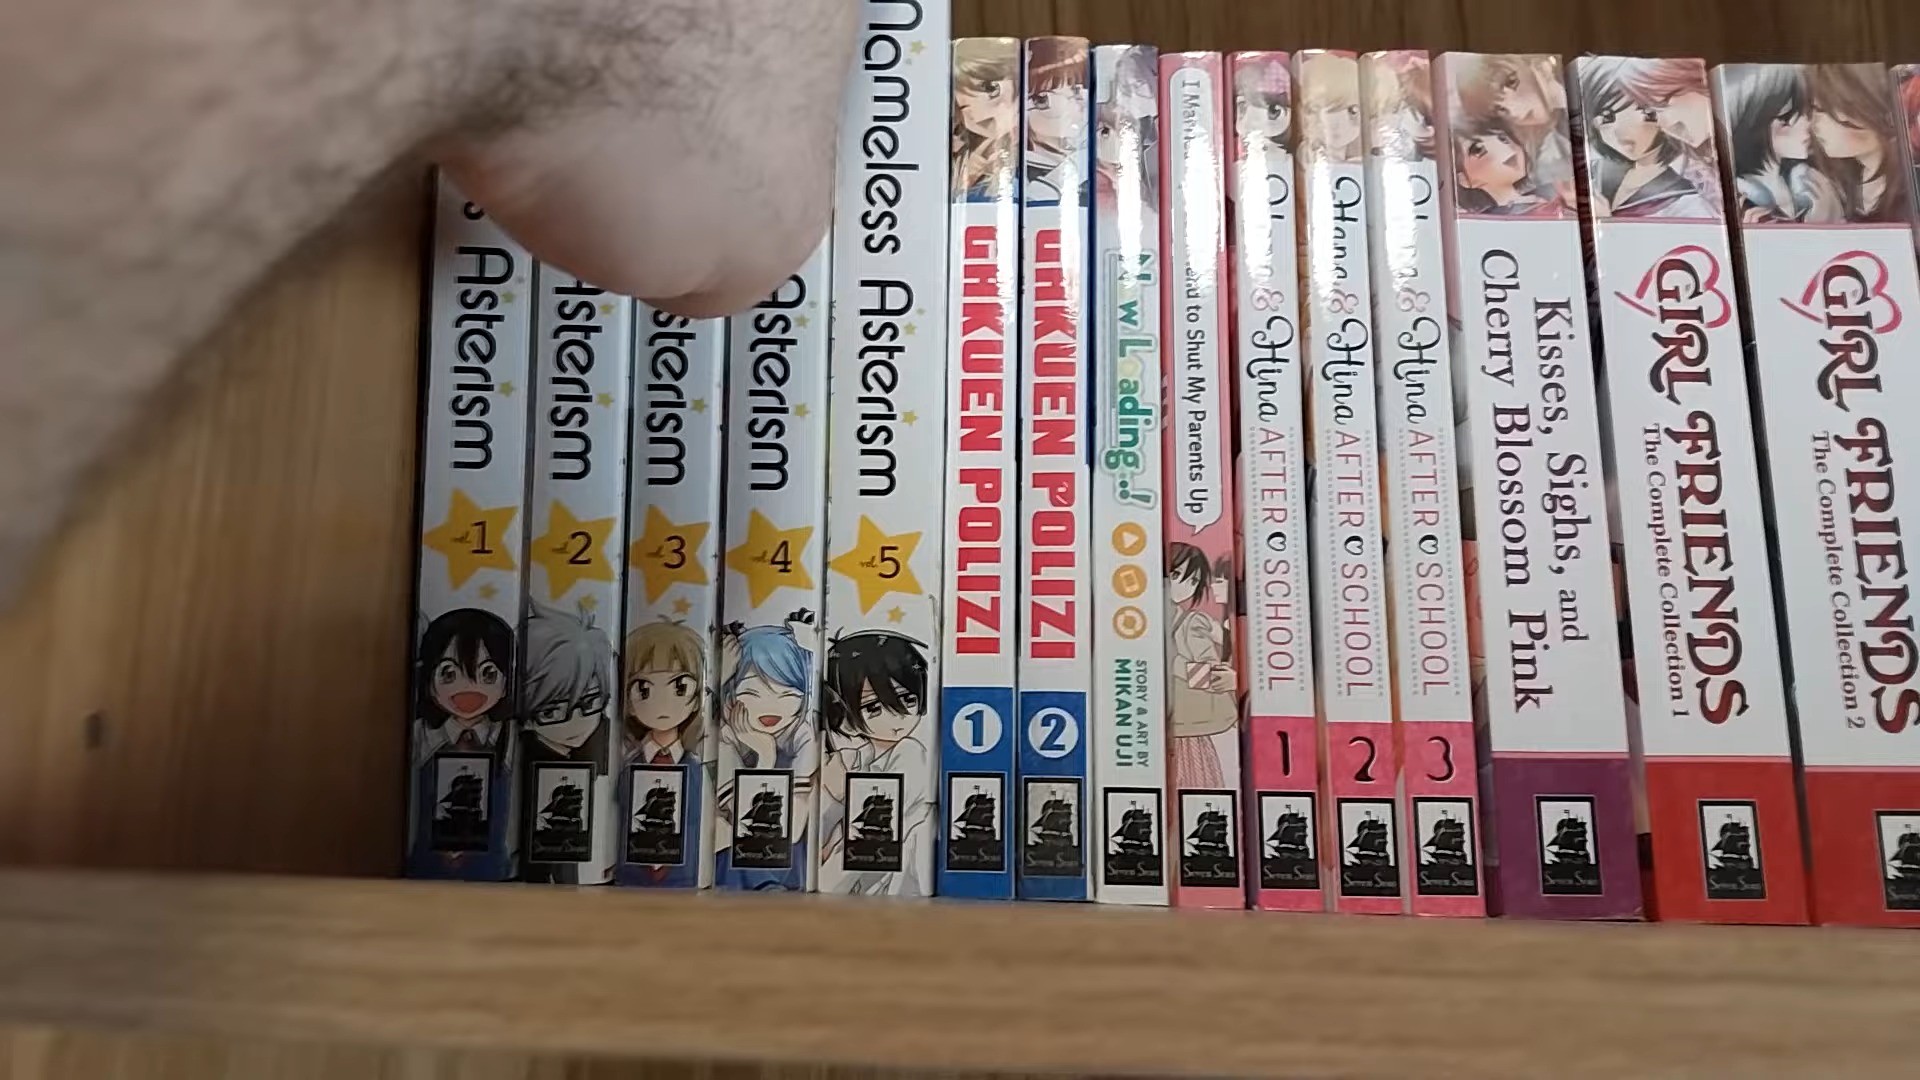 Asterism
vol. 1
Asterism
vol. 2
Asterism
vol. 3
Asterism
vol. 4
Nameless Asterism
vol. 5
GAKUEN POLIZI
1
GAKUEN POLIZI
2
Now Loading..!
STORY & ART BY
MIKAN UJI
to Shut My Parents Up
& Hina
AFTER SCHOOL
1
Hana & Hina
AFTER SCHOOL
2
& Hina
AFTER SCHOOL
3
Kisses, Sighs, and
Cherry Blossom Pink
GIRL FRIENDS
The Complete Collection 1
GIRL FRIENDS
The Complete Collection 2